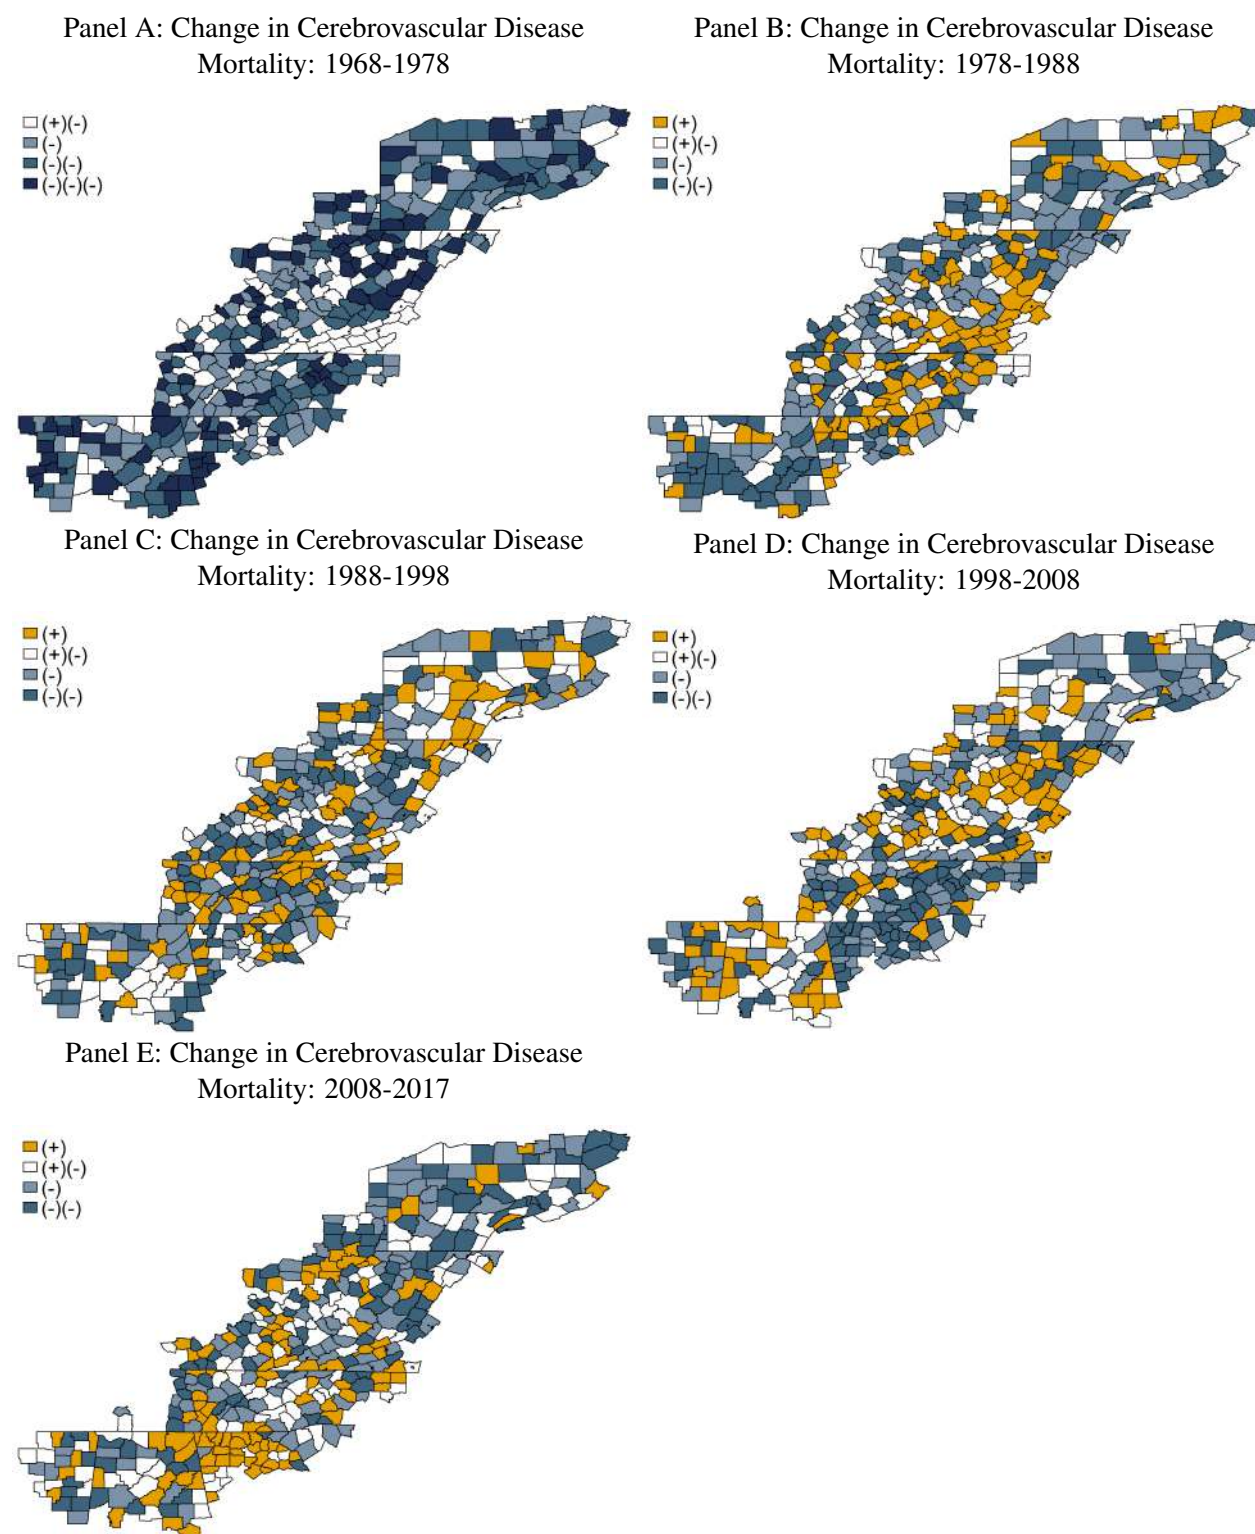 Panel A: Change in Cerebrovascular Disease
Mortality: 1968-1978
(+)(-)
(-)
(-)(-)
(-)(-)(-)
Panel B: Change in Cerebrovascular Disease
Mortality: 1978-1988
(+)
(+)(-)
(-)
(-)(-)
Panel C: Change in Cerebrovascular Disease
Mortality: 1988-1998
(+)
(+)(-)
(-)
(-)(-)
Panel D: Change in Cerebrovascular Disease
Mortality: 1998-2008
(+)
(+)(-)
(-)
(-)(-)
Panel E: Change in Cerebrovascular Disease
Mortality: 2008-2017
(+)
(+)(-)
(-)
(-)(-)